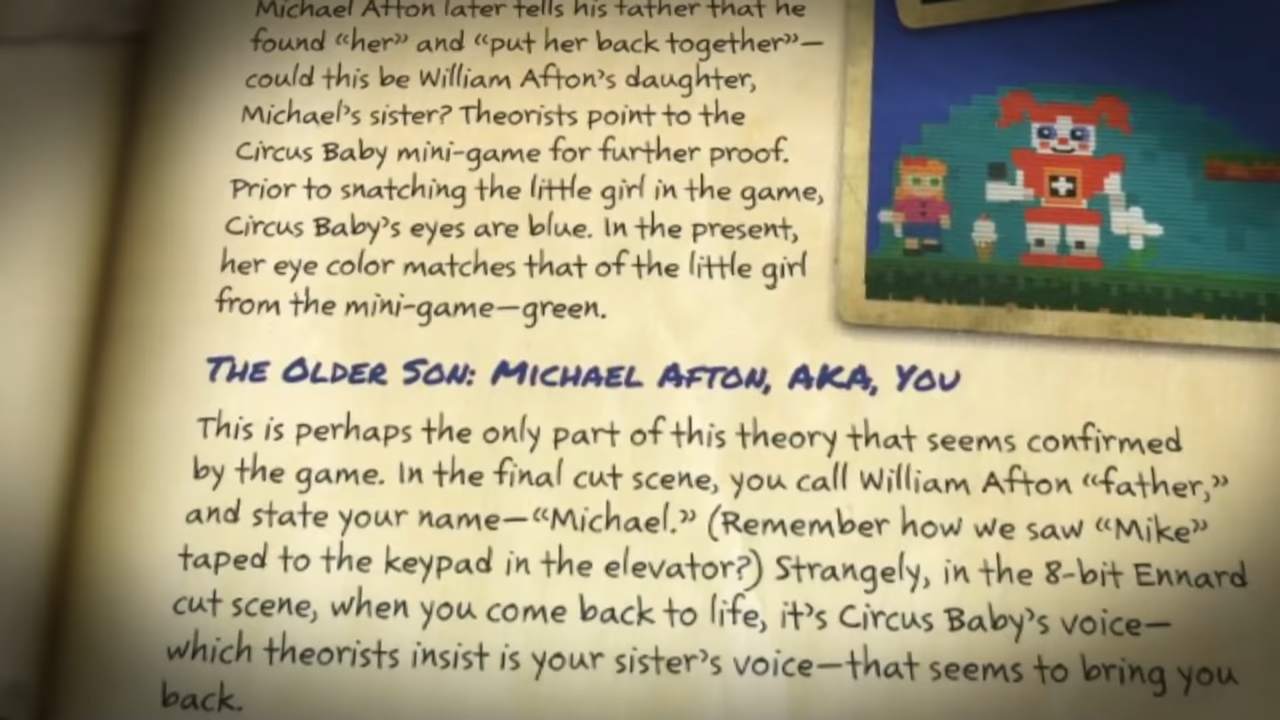 Michael Afton later tells his father that he
found “her” and “put her back together”—
could this be William Afton’s daughter,
Michael’s sister? Theorists point to the
Circus Baby mini-game for further proof.
Prior to snatching the little girl in the game,
Circus Baby’s eyes are blue. In the present,
her eye color matches that of the little girl
from the mini-game—green.
The Older Son: Michael Afton, AKA, You
This is perhaps the only part of this theory that seems confirmed
by the game. In the final cut scene, you call William Afton “father,”
and state your name—“Michael.” (Remember how we saw “Mike”
taped to the keypad in the elevator?) Strangely, in the 8-bit Ennard
cut scene, when you come back to life, it’s Circus Baby’s voice—
which theorists insist is your sister’s voice—that seems to bring you
back.